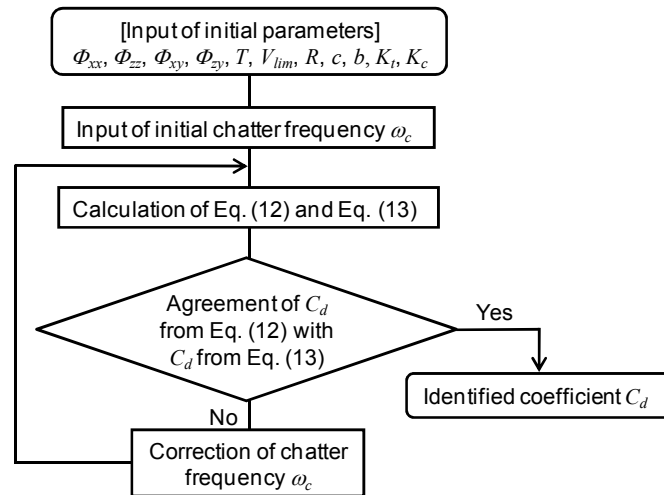 [Input of initial parameters]
Φxx, Φzz, Φxy, Φzy, T, Vlim, R, c, b, Kt, Kc
Input of initial chatter frequency ωc
Calculation of Eq. (12) and Eq. (13)
Agreement of Cd
from Eq. (12) with
Cd from Eq. (13)
Yes
Identified coefficient Cd
No
Correction of chatter
frequency ωc